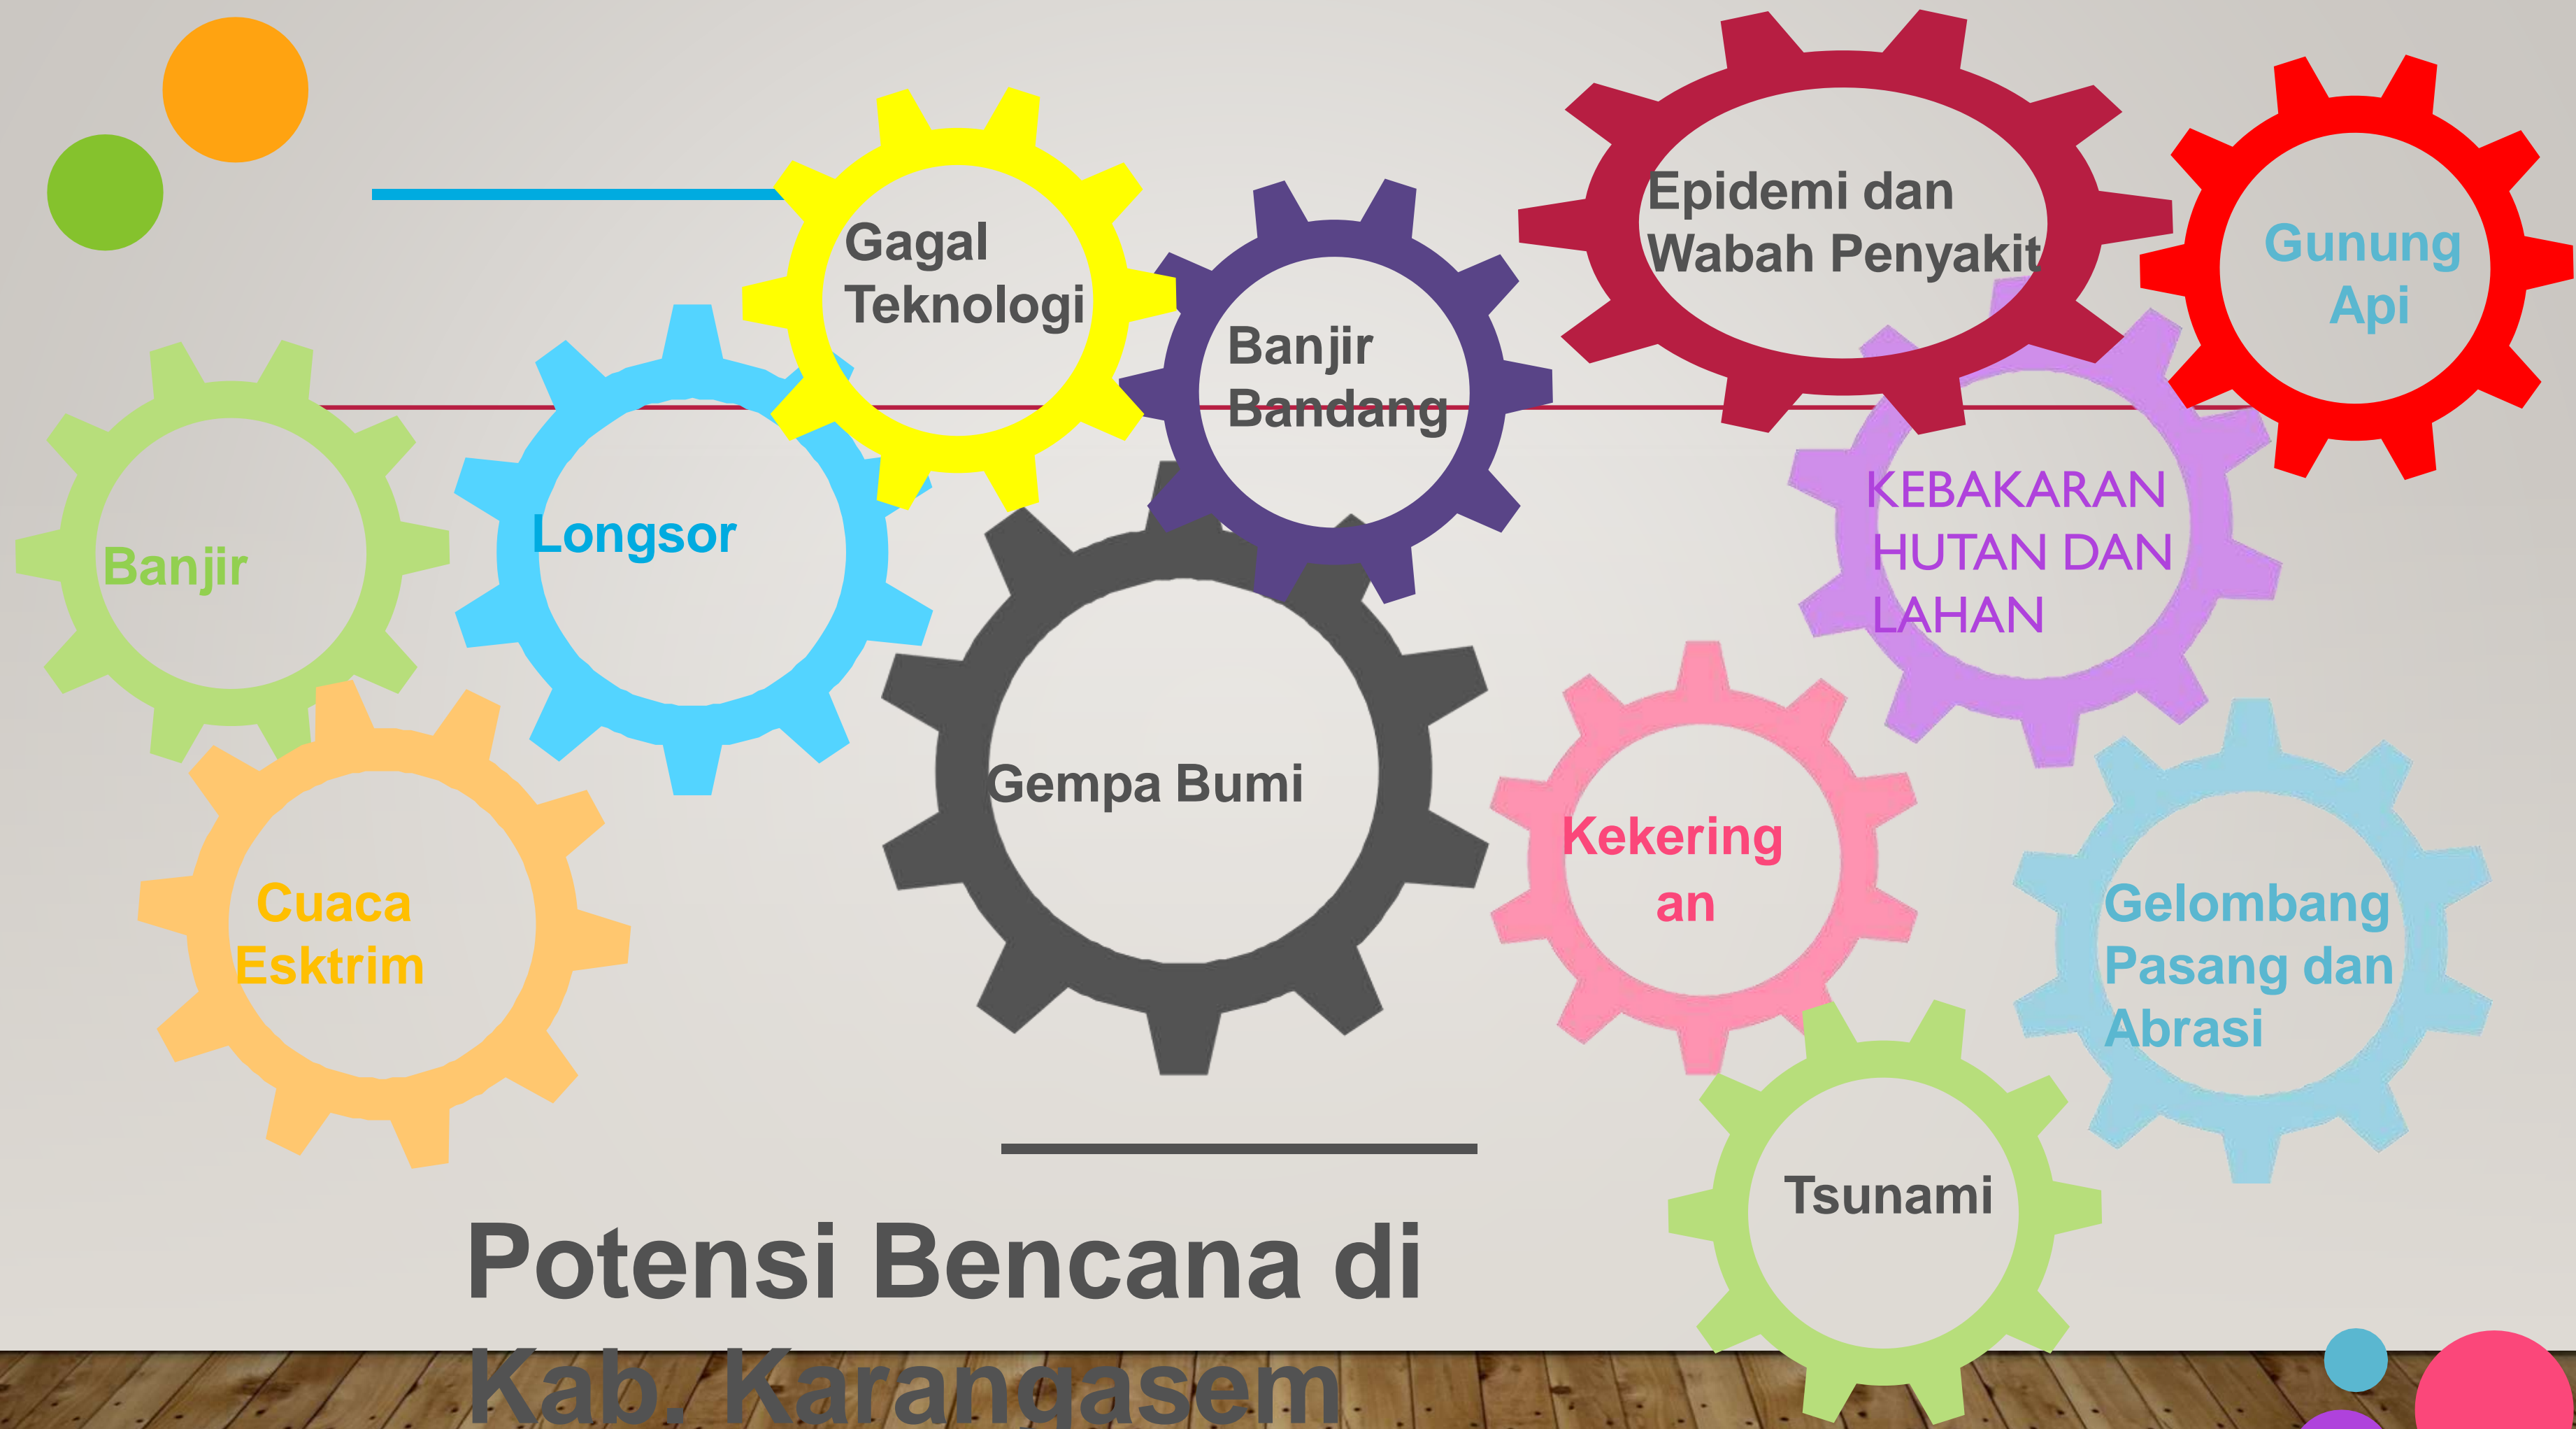 Epidemi dan
Wabah Penyakit
Gunung
Api
Gagal
Teknologi
Banjir
Bandang
KEBAKARAN
HUTAN DAN
LAHAN
Longsor
Banjir
Gempa Bumi
Kekering
an
Cuaca
Esktrim
Gelombang
Pasang dan
Abrasi
Tsunami
Potensi Bencana di
Kab. Karangasem